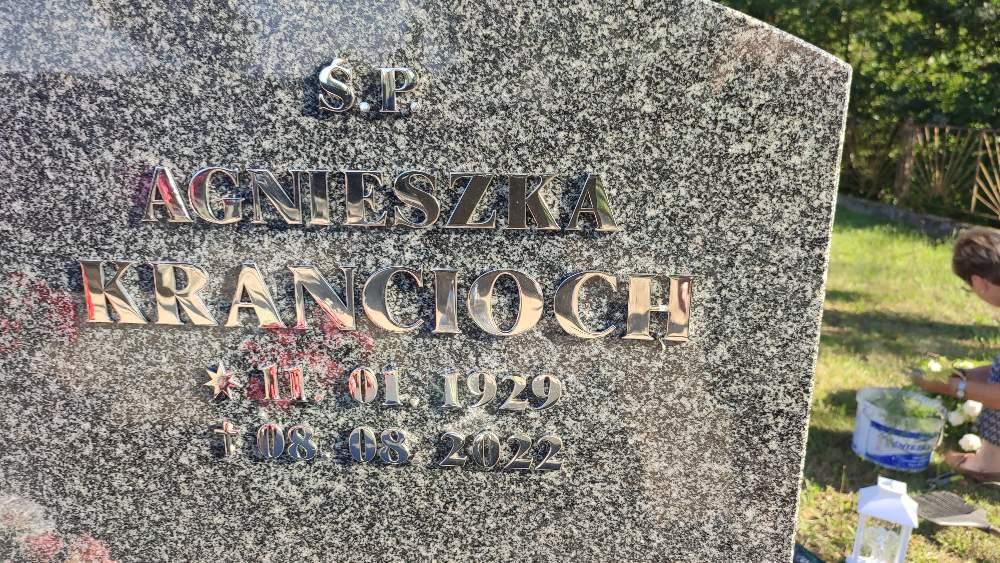 Ś.P.
AGNIESZKA
KRANCIOCH
11. 01. 1929
08. 08. 2022